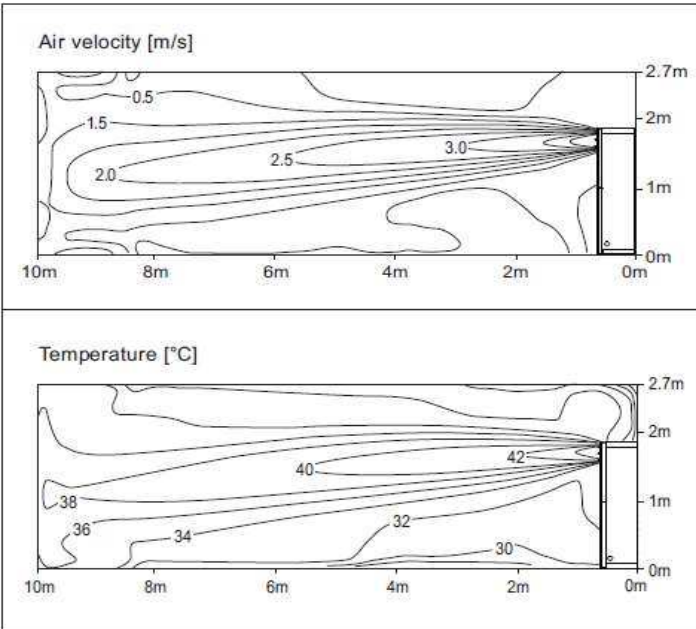 Air velocity [m/s]
2.7m
0.5
2m
1.5
3.0
2.5
2.0
1m
0m
10m 8m 6m 4m 2m 0m
Temperature [°C]
2.7m
2m
42
40
38
1m
32
36
34
30
0m
10m 8m 6m 4m 2m 0m